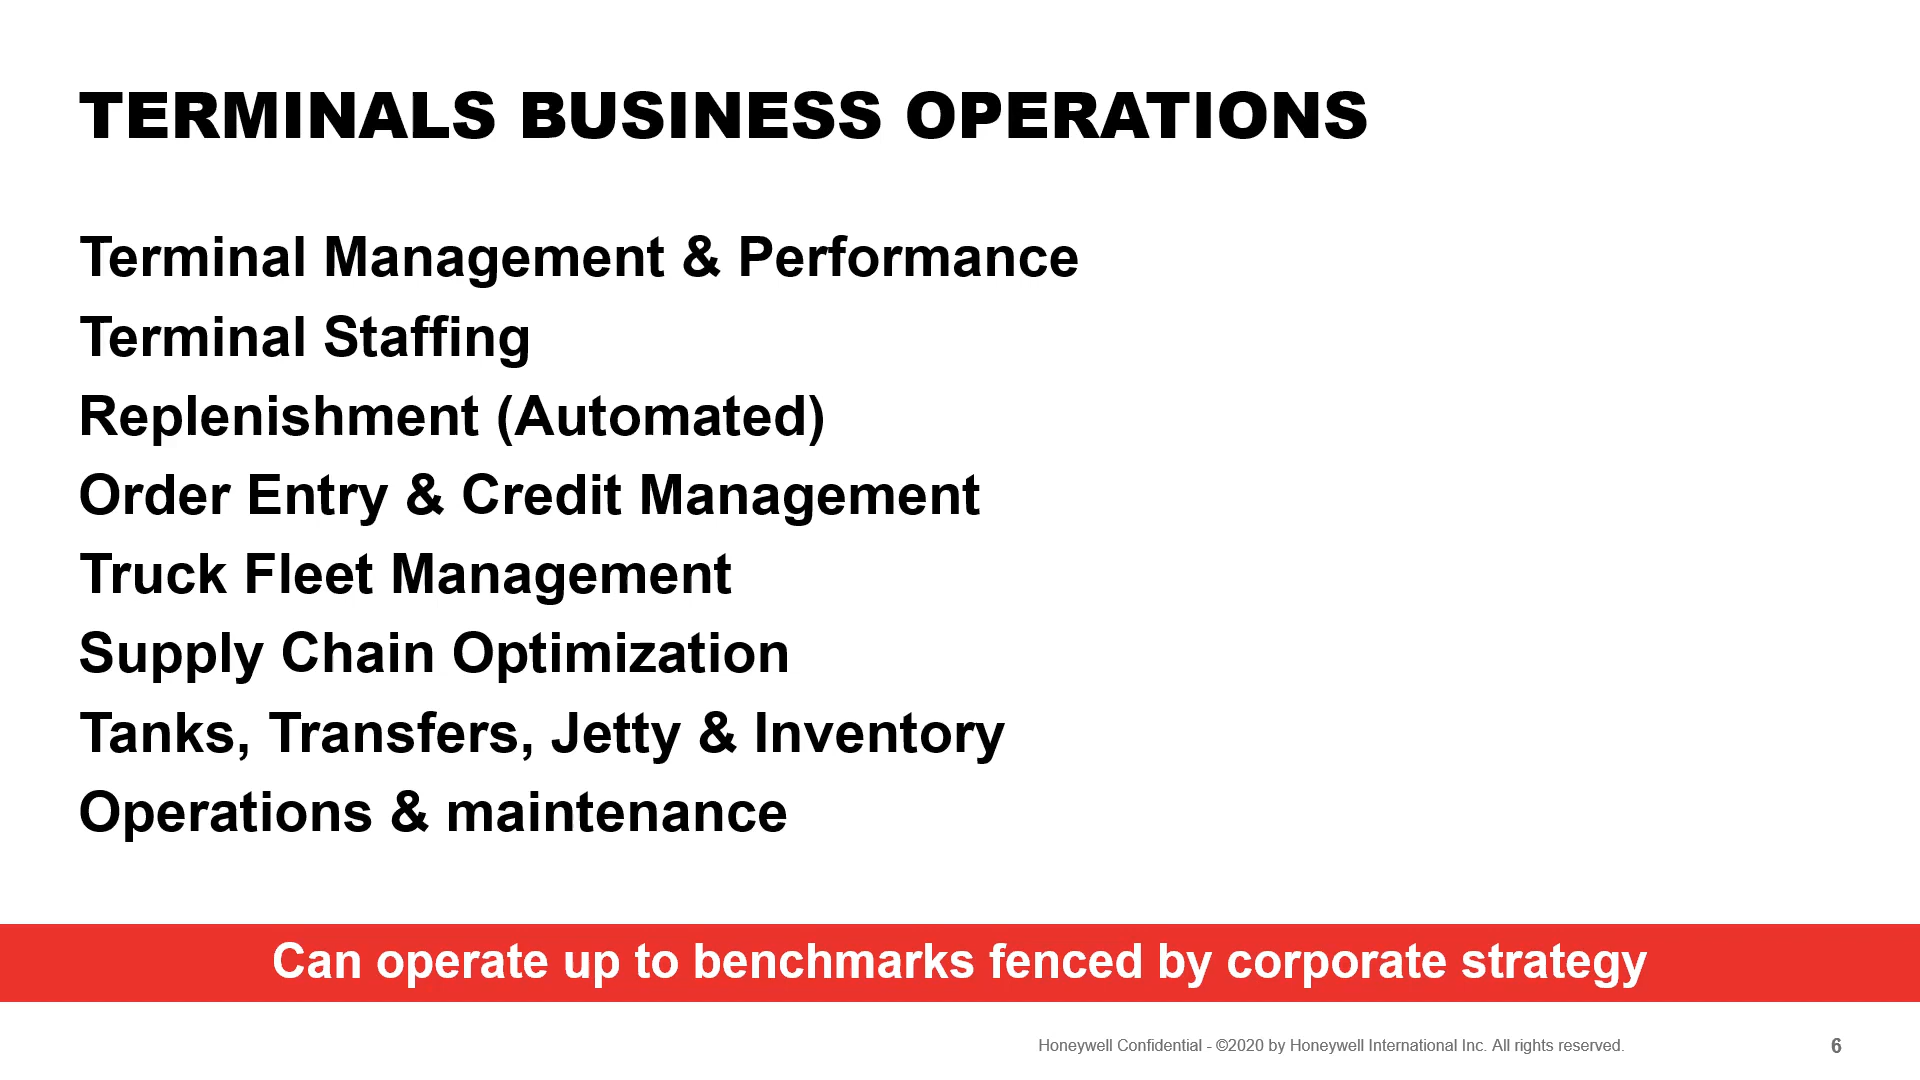 TERMINALS BUSINESS OPERATIONS
Terminal Management & Performance
Terminal Staffing
Replenishment (Automated)
Order Entry & Credit Management
Truck Fleet Management
Supply Chain Optimization
Tanks, Transfers, Jetty & Inventory
Operations & maintenance
Can operate up to benchmarks fenced by corporate strategy
Honeywell Confidential - ©2020 by Honeywell International Inc. All rights reserved.
6